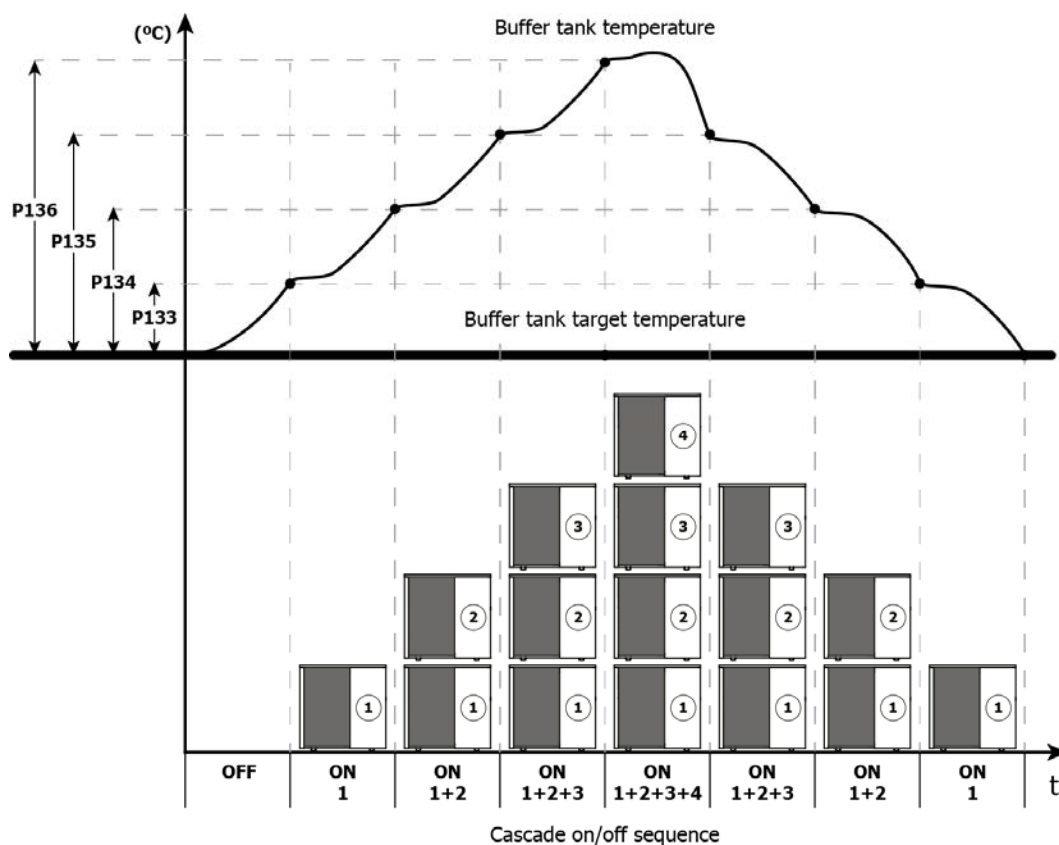 (ºC)
Buffer tank temperature
P136
P135
P134
P133
Buffer tank target temperature
4
3
3
3
2
2
2
2
2
1
1
1
1
1
1
1
OFF
ON
1
ON
1+2
ON
1+2+3
ON
1+2+3+4
ON
1+2+3
ON
1+2
ON
1
t
Cascade on/off sequence